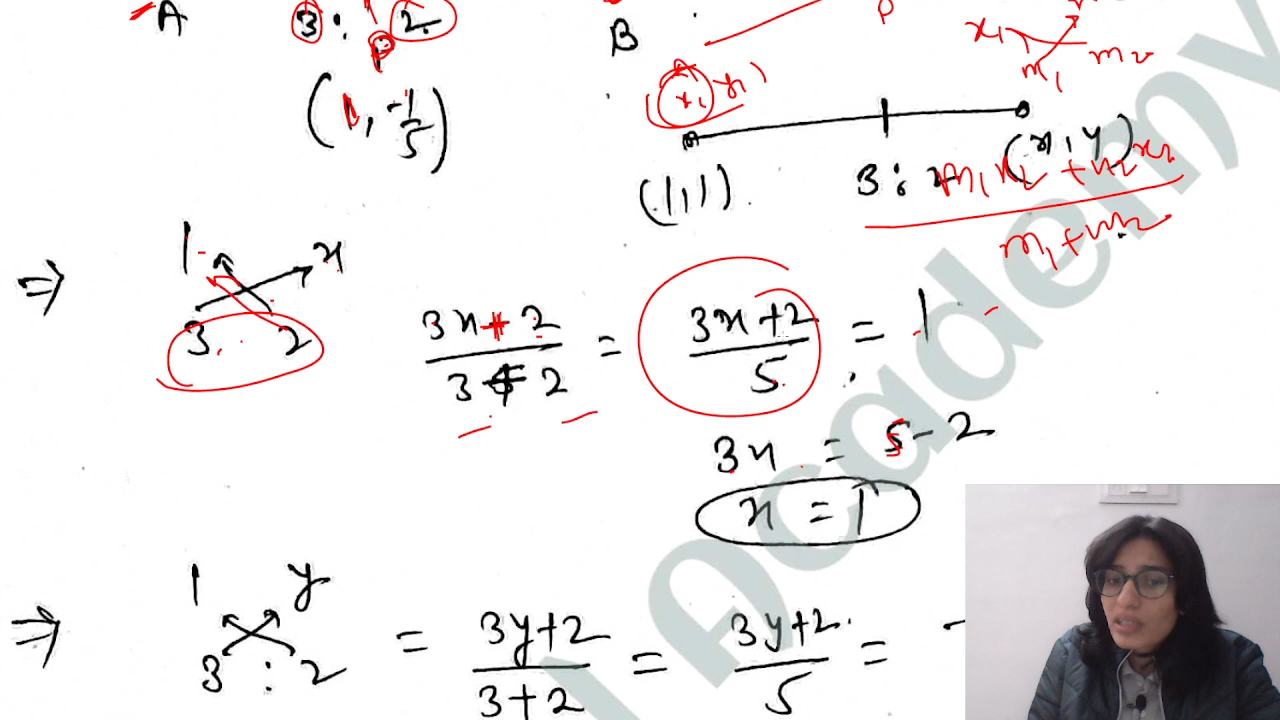 A 3 : 2 B
P
P
x1 m1 m2
(1, -1/5)
(x1, y1)
(1,1) 3 : 2 (x, y)
m1x2 + m2x2
m1 + m2
⇒ 1 x
3 2
3x + 2 / 3 + 2 = 3x + 2 / 5 = 1
3x = 5 - 2
x = 1
⇒ 1 y
3 : 2 = 3y+2 / 3+2 = 3y+2 / 5 = -
Academy